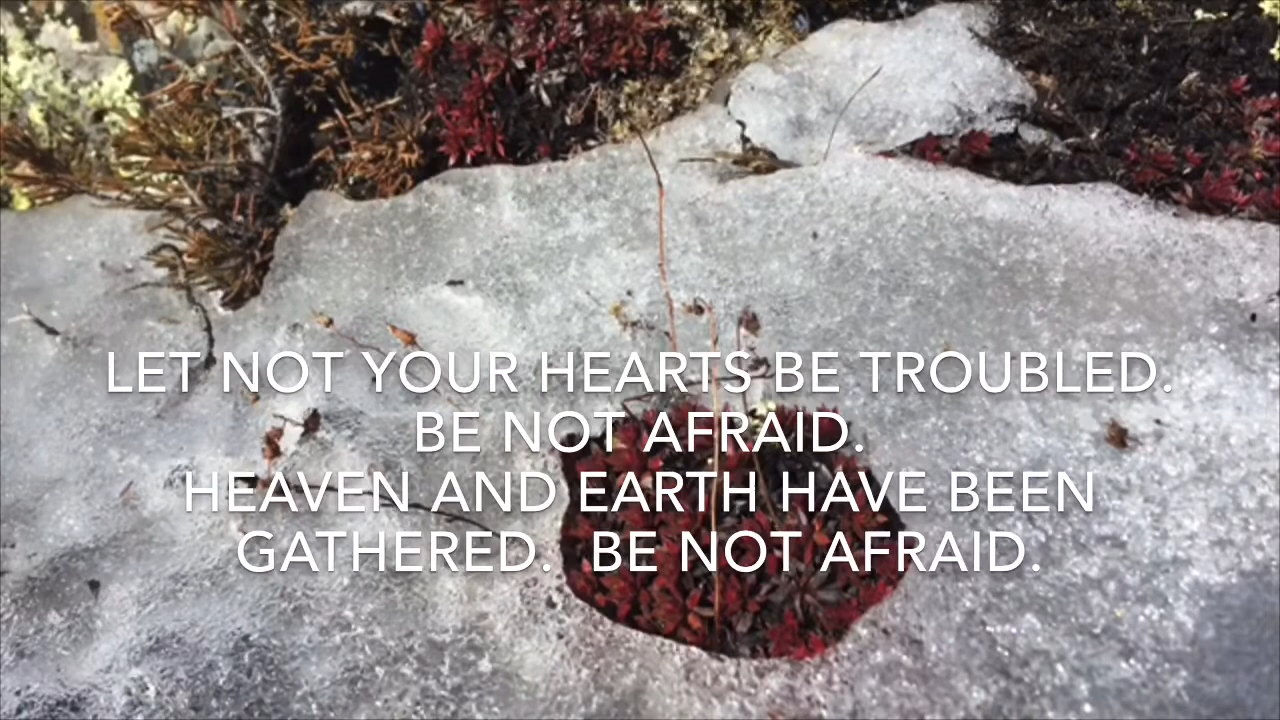 LET NOT YOUR HEARTS BE TROUBLED.
BE NOT AFRAID.
HEAVEN AND EARTH HAVE BEEN
GATHERED.  BE NOT AFRAID.